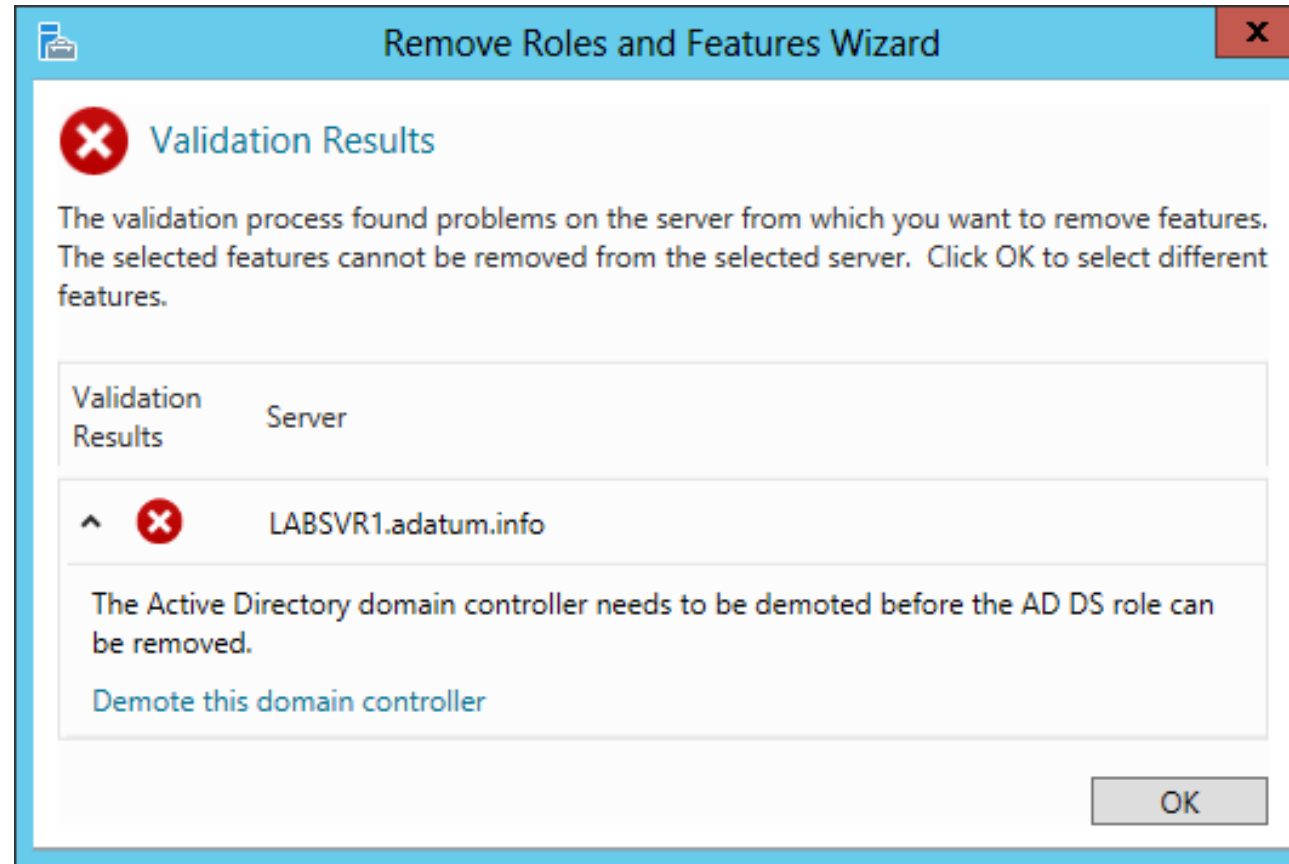 Remove Roles and Features Wizard
x
Validation Results
The validation process found problems on the server from which you want to remove features.
The selected features cannot be removed from the selected server.  Click OK to select different
features.
Validation
Results
Server
LABSVR1.adatum.info
The Active Directory domain controller needs to be demoted before the AD DS role can
be removed.
Demote this domain controller
OK